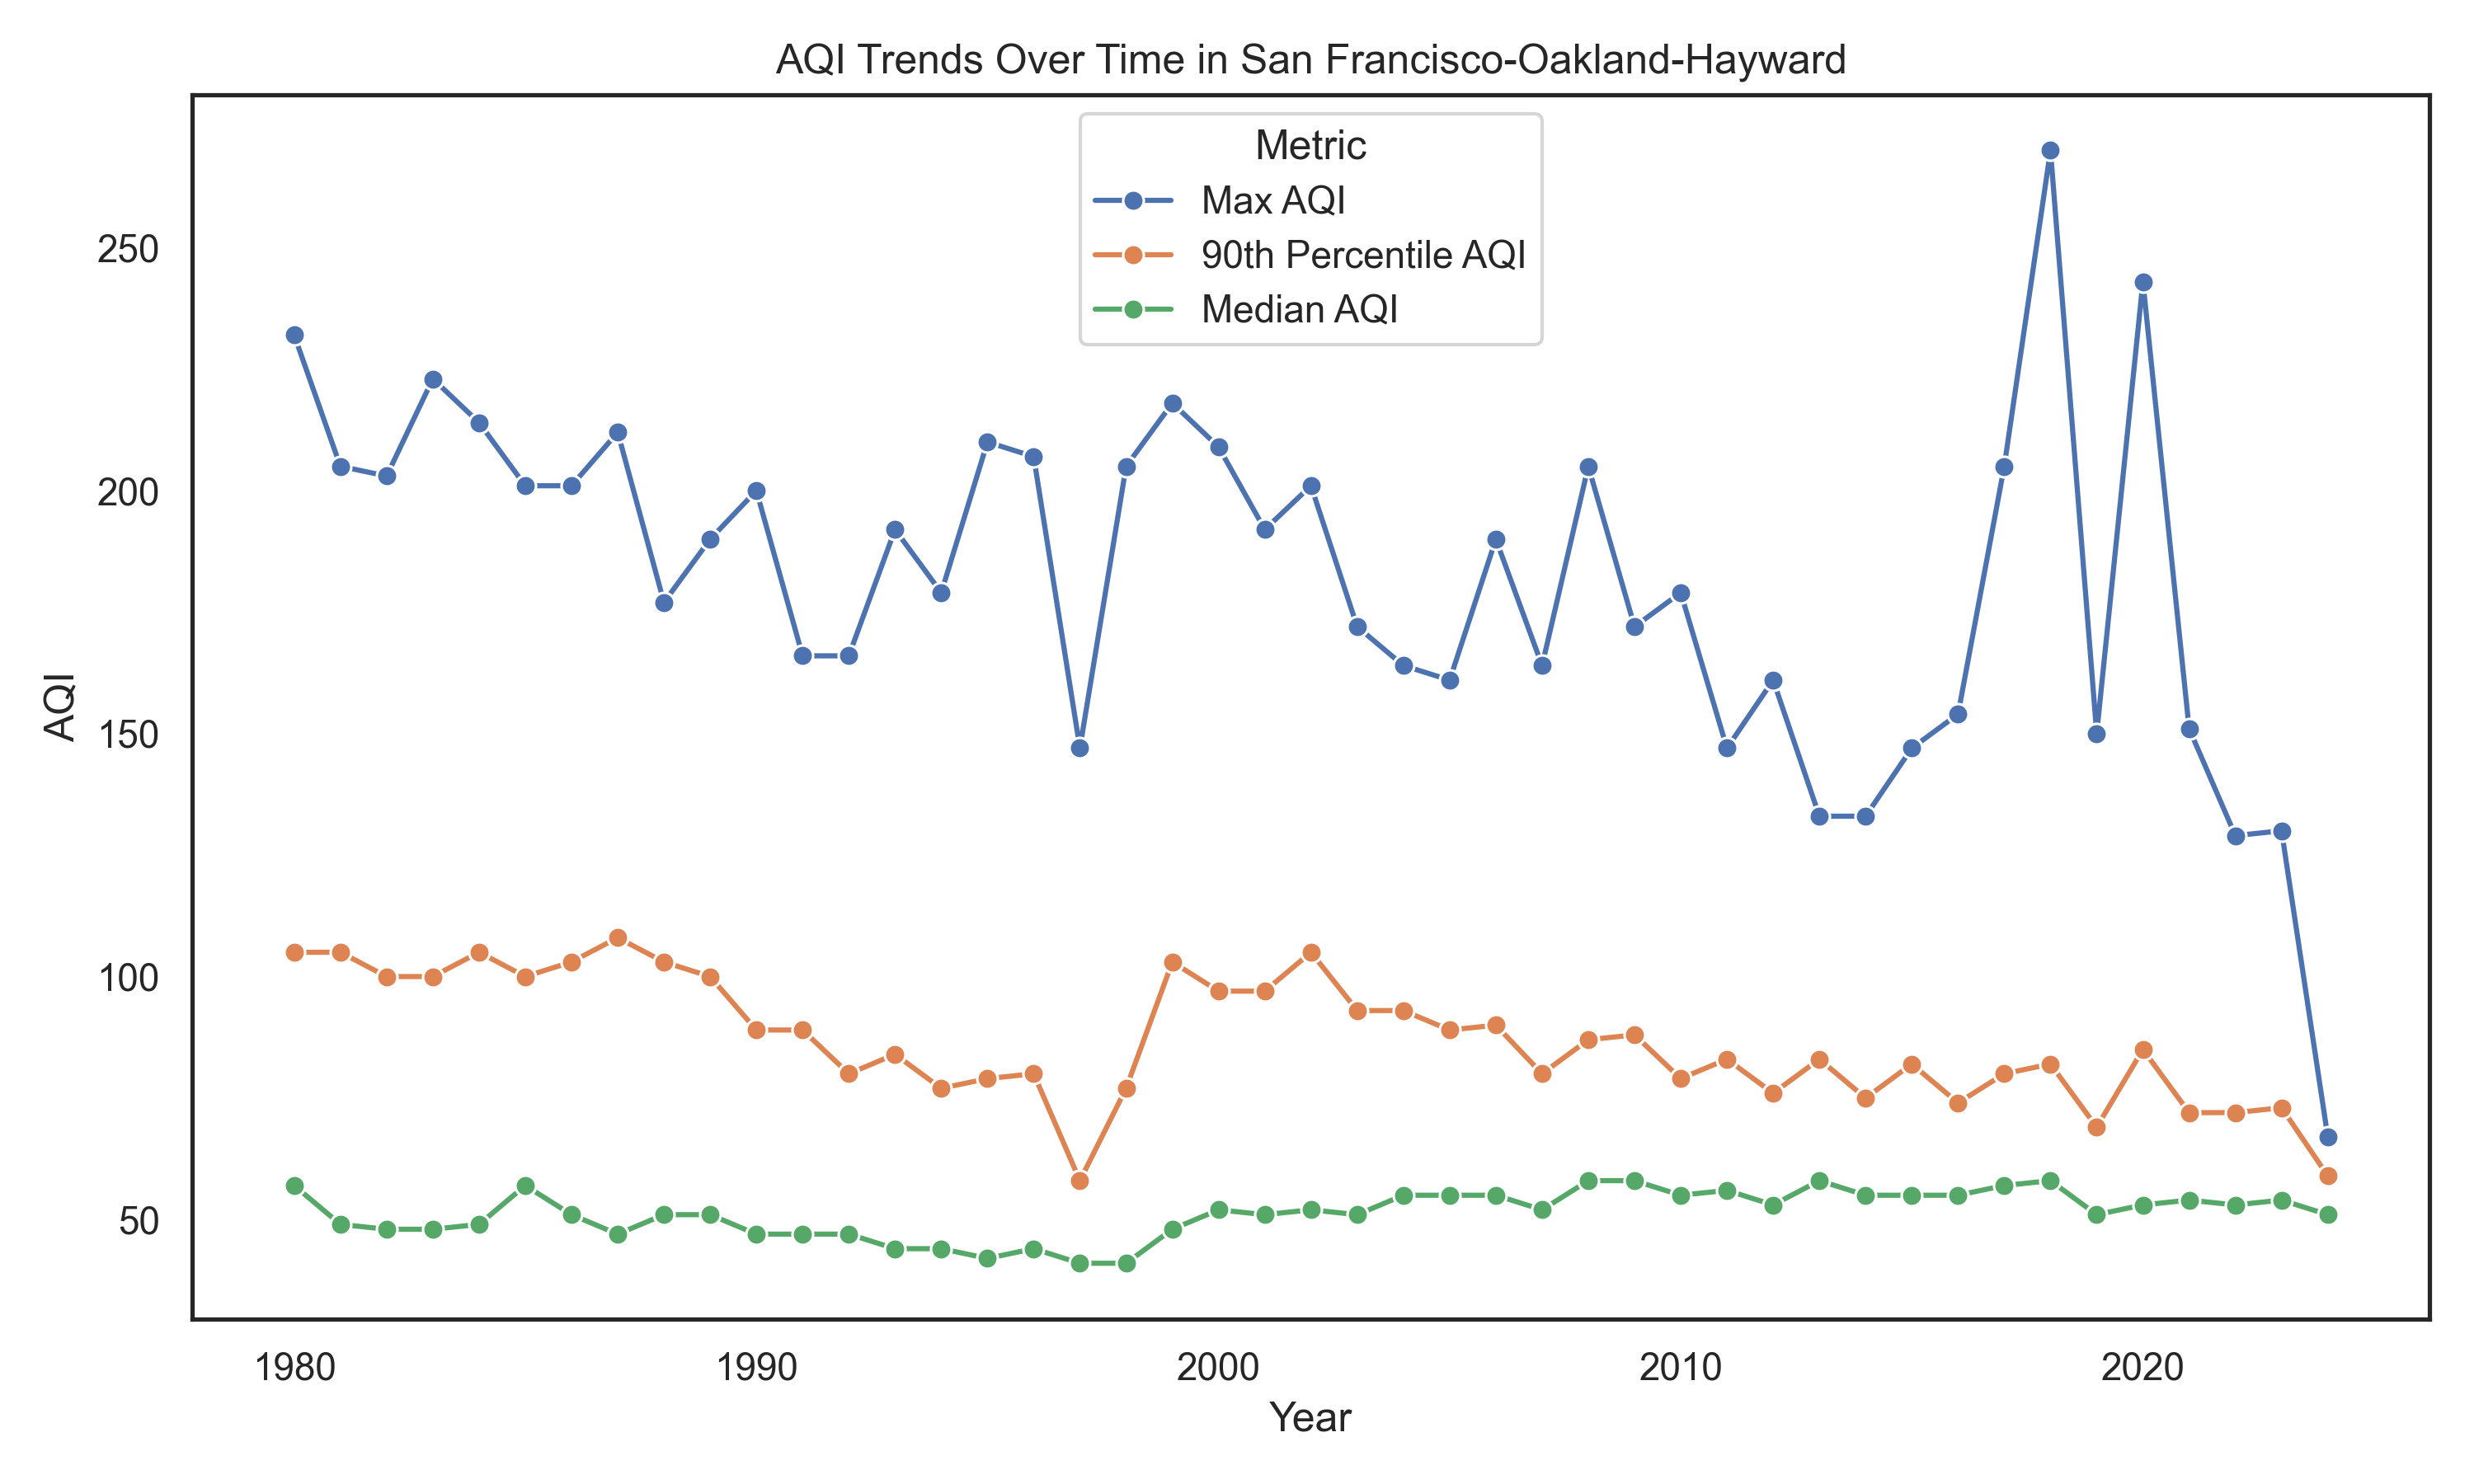 AQI Trends Over Time in San Francisco-Oakland-Hayward
Metric
Max AQI
90th Percentile AQI
Median AQI
AQI
250
200
150
100
50
1980
1990
2000
2010
2020
Year